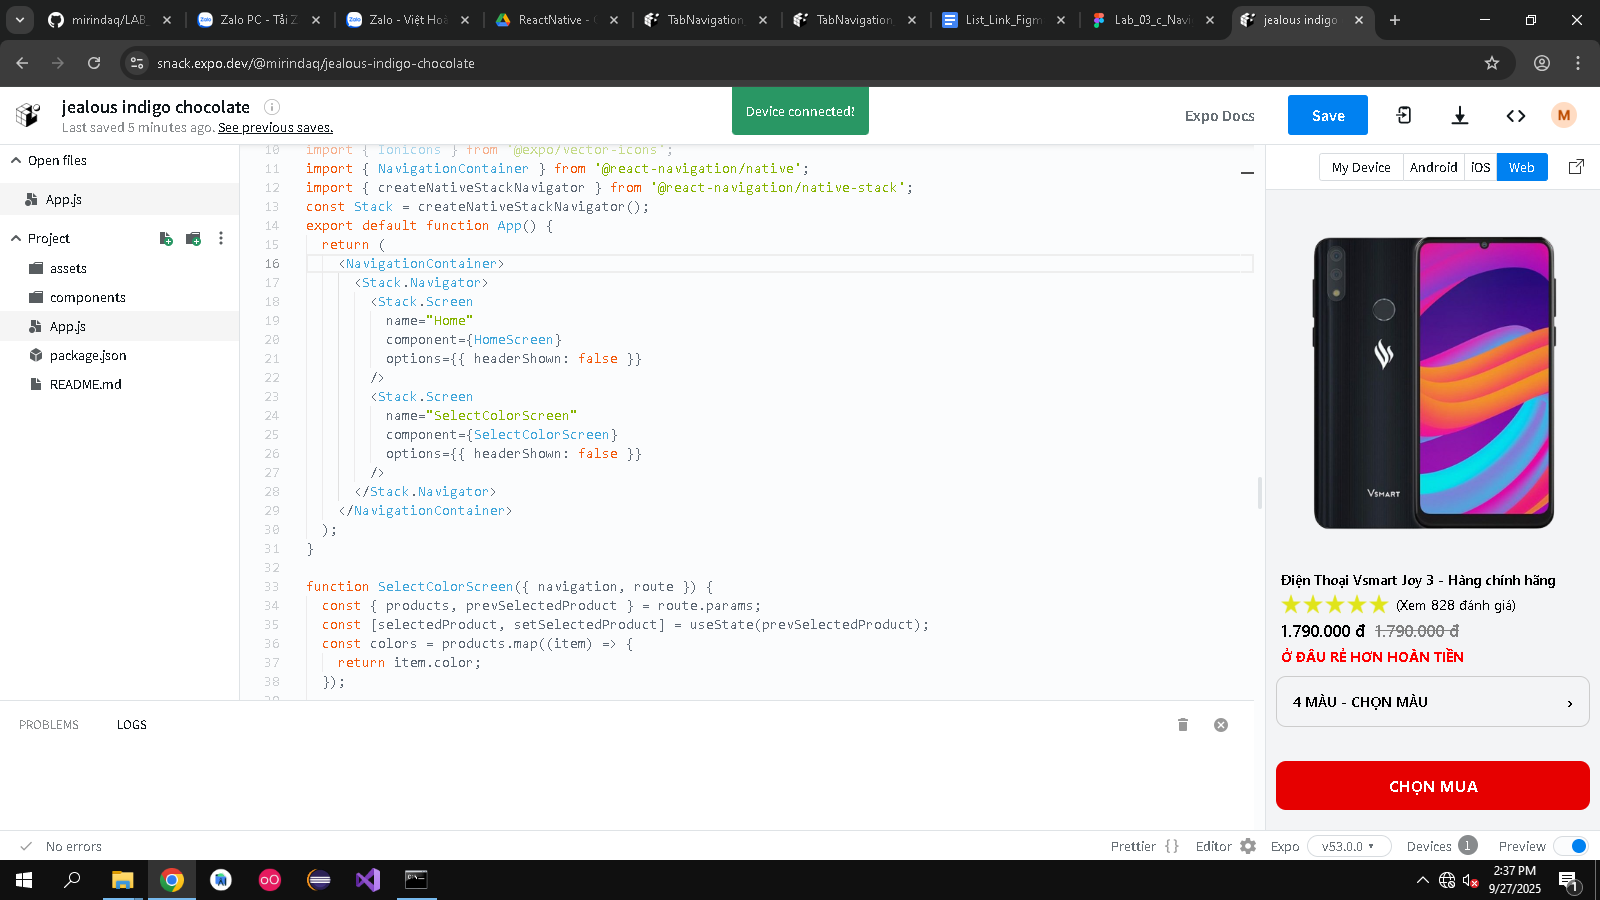 mirindaq/LAB_
Zalo PC - Tải Z
Zalo - Việt Hoà
ReactNative -
TabNavigation_
TabNavigation_
List_Link_Figm
Lab_03_c_Navi
jealous indigo
snack.expo.dev/@mirindaq/jealous-indigo-chocolate
jealous indigo chocolate
Last saved 5 minutes ago. See previous saves.
Device connected!
Expo Docs
Save
M
Open files
App.js
Project
assets
components
App.js
package.json
README.md
10 import { Ionicons } from '@expo/vector-icons';
11 import { NavigationContainer } from '@react-navigation/native';
12 import { createNativeStackNavigator } from '@react-navigation/native-stack';
13 const Stack = createNativeStackNavigator();
14 export default function App() {
15 return (
16 <NavigationContainer>
17 <Stack.Navigator>
18 <Stack.Screen
19 name="Home"
20 component={HomeScreen}
21 options={{ headerShown: false }}
22 />
23 <Stack.Screen
24 name="SelectColorScreen"
25 component={SelectColorScreen}
26 options={{ headerShown: false }}
27 />
28 </Stack.Navigator>
29 </NavigationContainer>
30 );
31 }
32
33 function SelectColorScreen({ navigation, route }) {
34 const { products, prevSelectedProduct } = route.params;
35 const [selectedProduct, setSelectedProduct] = useState(prevSelectedProduct);
36 const colors = products.map((item) => {
37 return item.color;
38 });
My Device Android iOS Web
VSMART
Điện Thoại Vsmart Joy 3 - Hàng chính hãng
(Xem 828 đánh giá)
1.790.000 đ 1.790.000 đ
Ở ĐÂU RẺ HƠN HOÀN TIỀN
4 MÀU - CHỌN MÀU ›
CHỌN MUA
PROBLEMS LOGS
No errors
Prettier {} Editor Expo v53.0.0 Devices 1 Preview
2:37 PM
9/27/2025
1